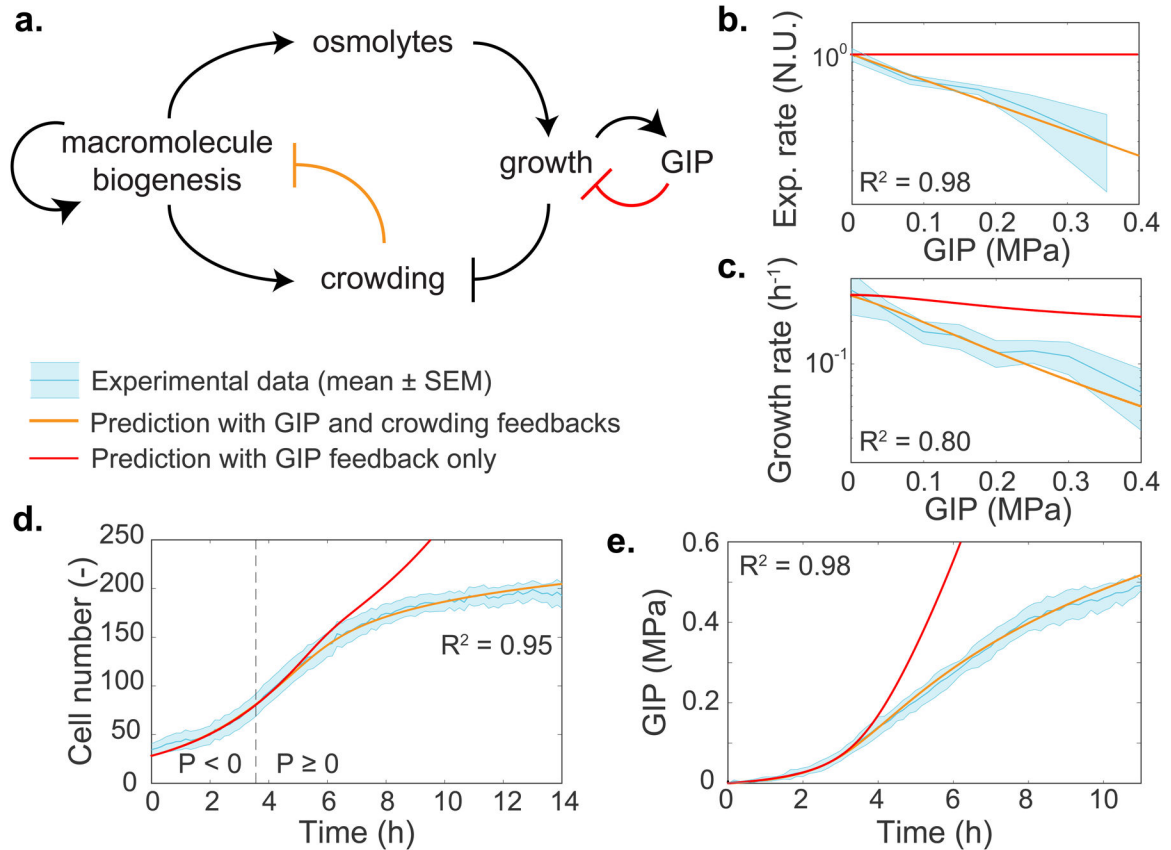 a.
osmolytes
macromolecule
biogenesis
growth
GIP
crowding
Experimental data (mean ± SEM)
Prediction with GIP and crowding feedbacks
Prediction with GIP feedback only
b.
Exp. rate (N.U.)
10⁰
R² = 0.98
0 0.1 0.2 0.3 0.4
GIP (MPa)
c.
Growth rate (h⁻¹)
10⁻¹
R² = 0.80
0 0.1 0.2 0.3 0.4
GIP (MPa)
d.
Cell number (-)
250
200
150
100
50
0
R² = 0.95
P < 0 P ≥ 0
0 2 4 6 8 10 12 14
Time (h)
e.
GIP (MPa)
0.6
0.4
0.2
0
R² = 0.98
0 2 4 6 8 10
Time (h)